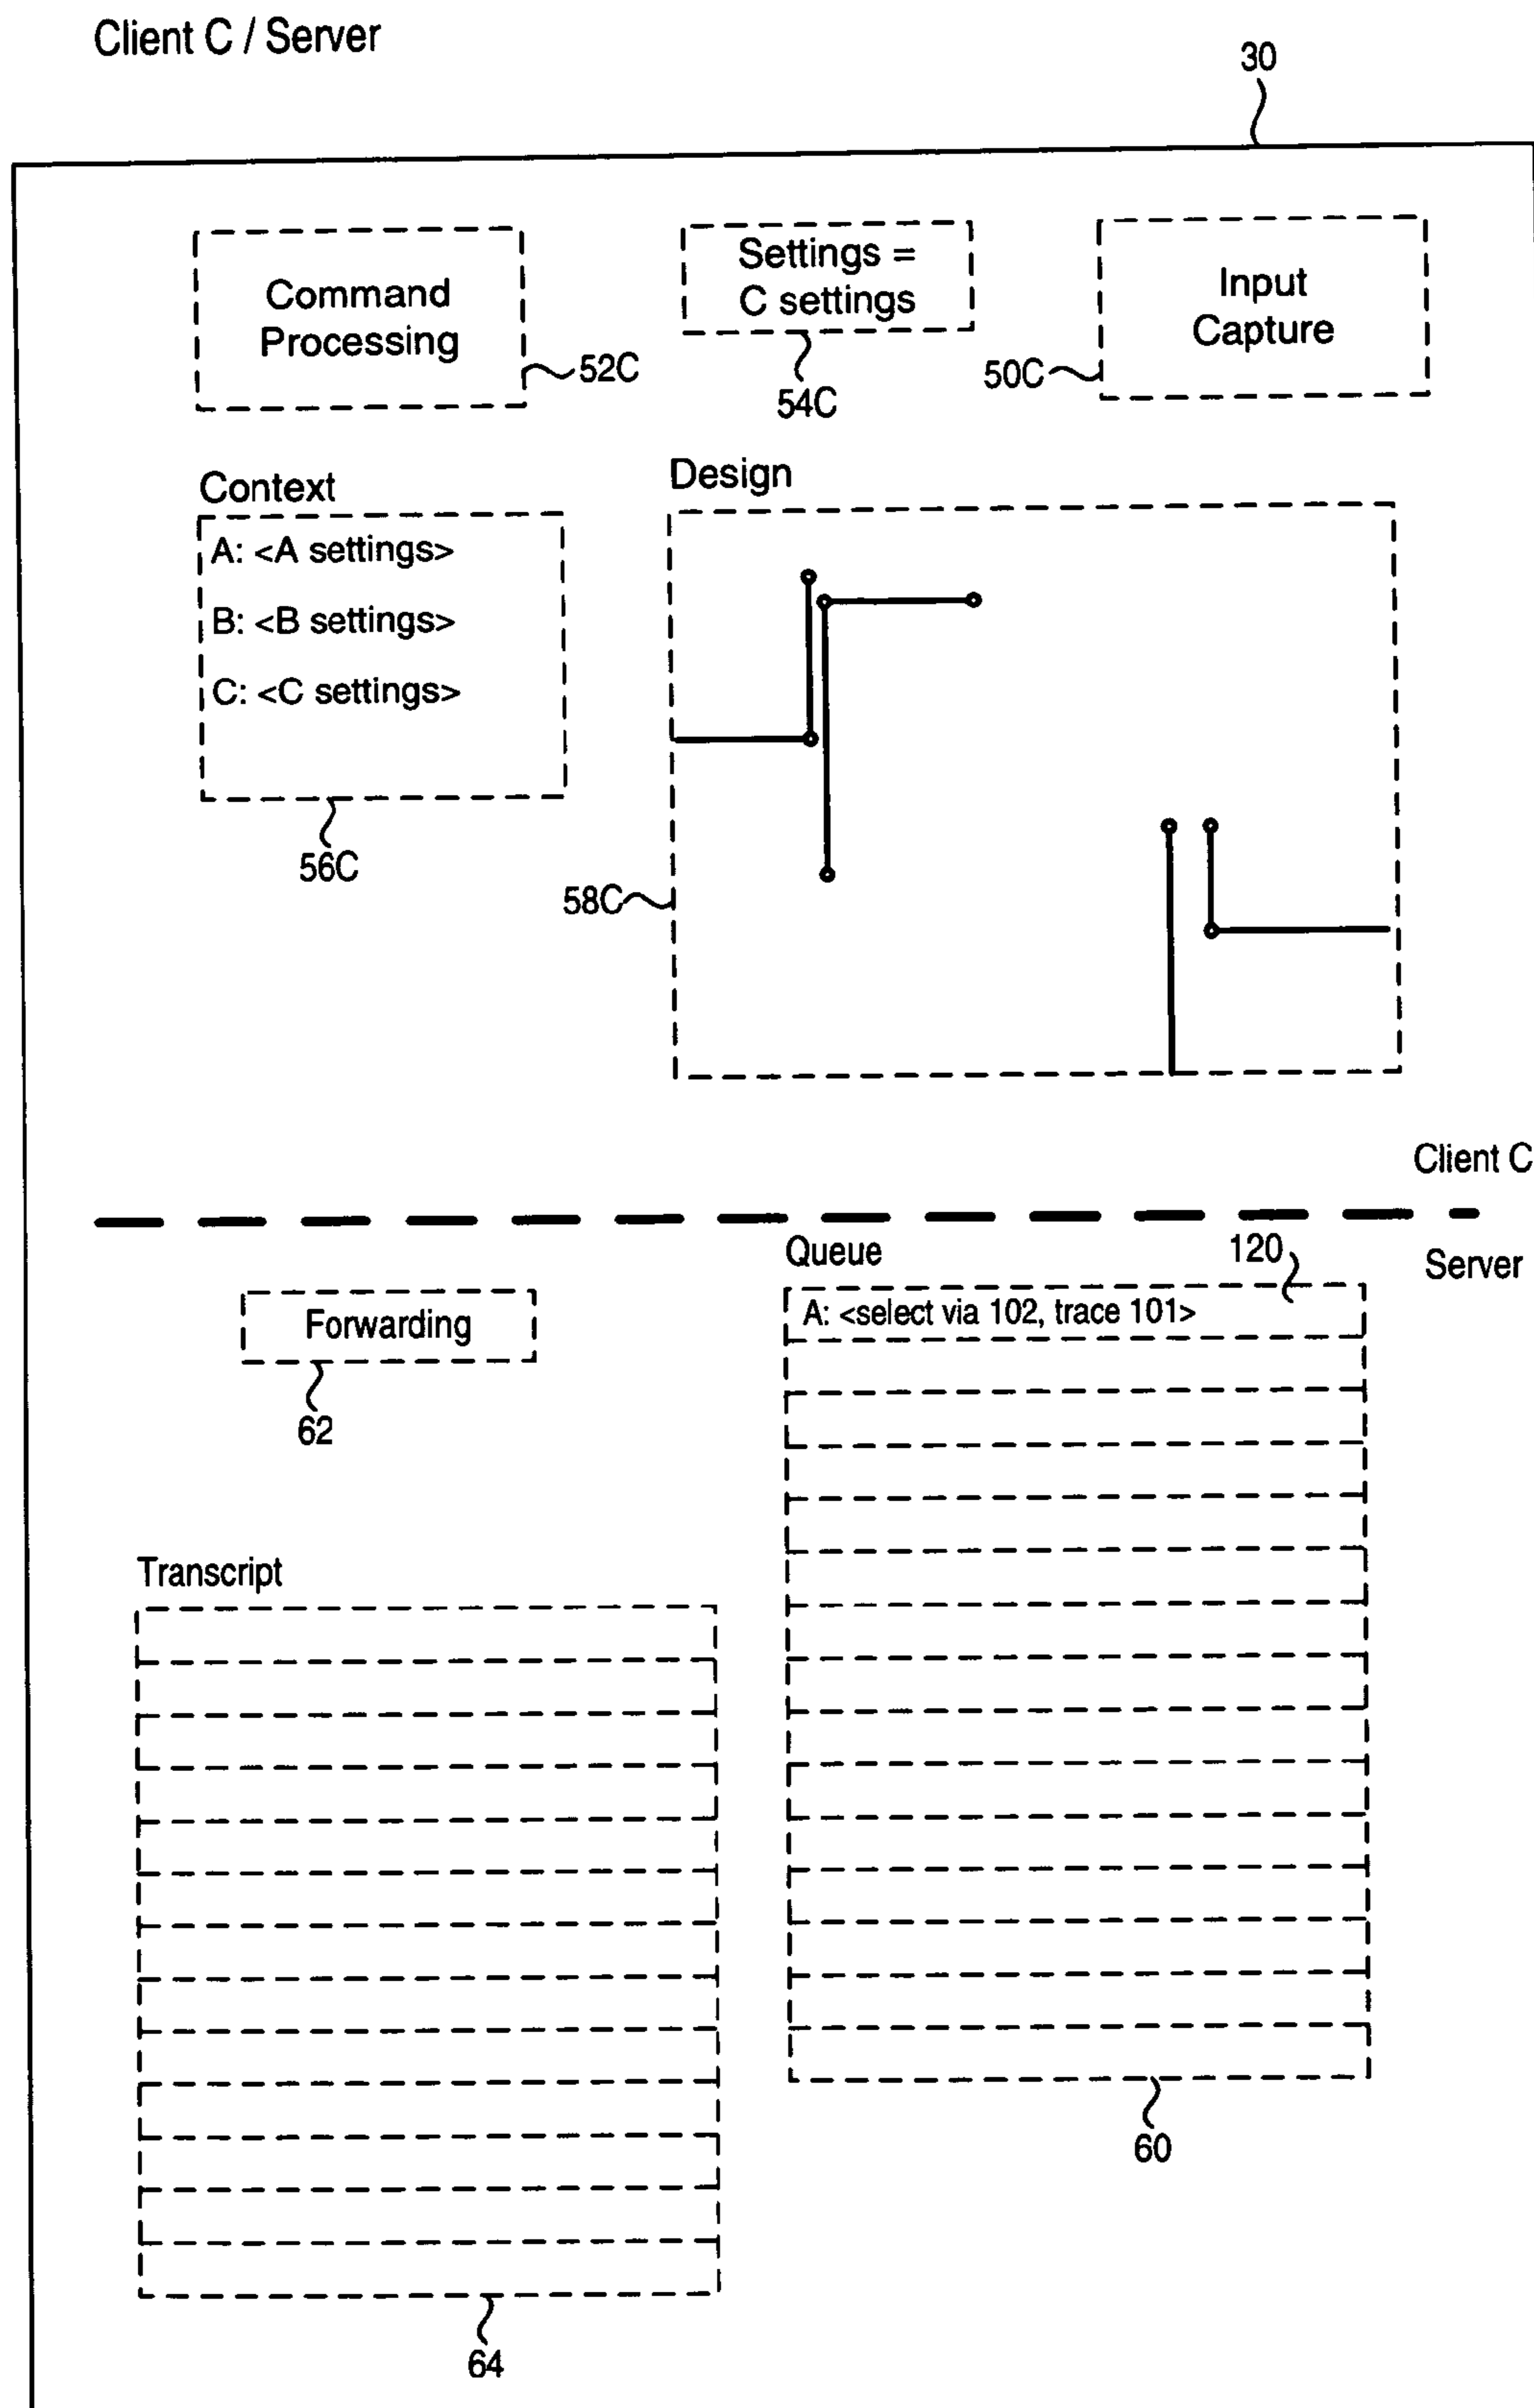 Client C / Server
30
Command
Processing
52C
Settings =
C settings
54C
Input
Capture
50C
Context
A: <A settings>
B: <B settings>
C: <C settings>
56C
Design
58C
Client C
Server
Queue
120
A: <select via 102, trace 101>
Forwarding
62
Transcript
60
64